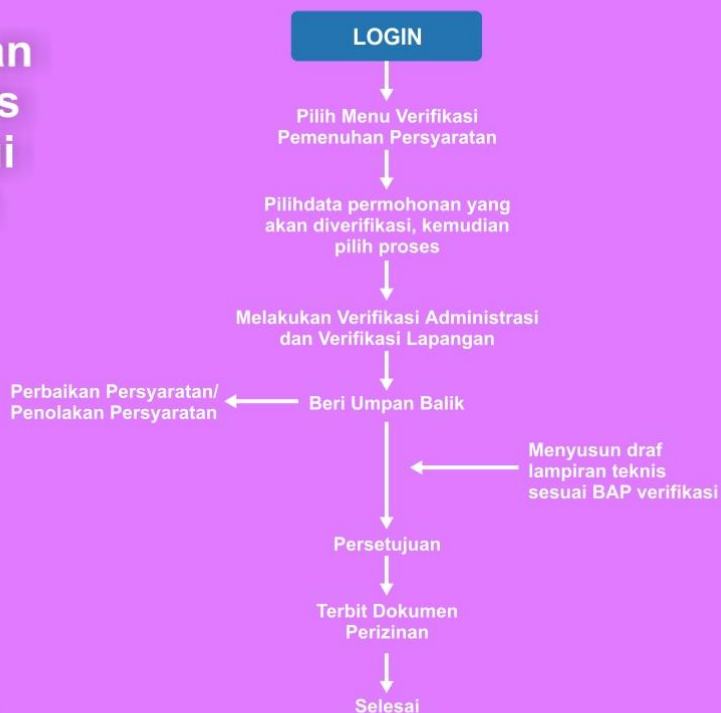 LOGIN
Pilih Menu Verifikasi
Pemenuhan Persyaratan
Pilihdata permohonan yang
akan diverifikasi, kemudian
pilih proses
Melakukan Verifikasi Administrasi
dan Verifikasi Lapangan
Perbaikan Persyaratan/
Penolakan Persyaratan
Beri Umpan Balik
Menyusun draf
lampiran teknis
sesuai BAP verifikasi
Persetujuan
Terbit Dokumen
Perizinan
Selesai